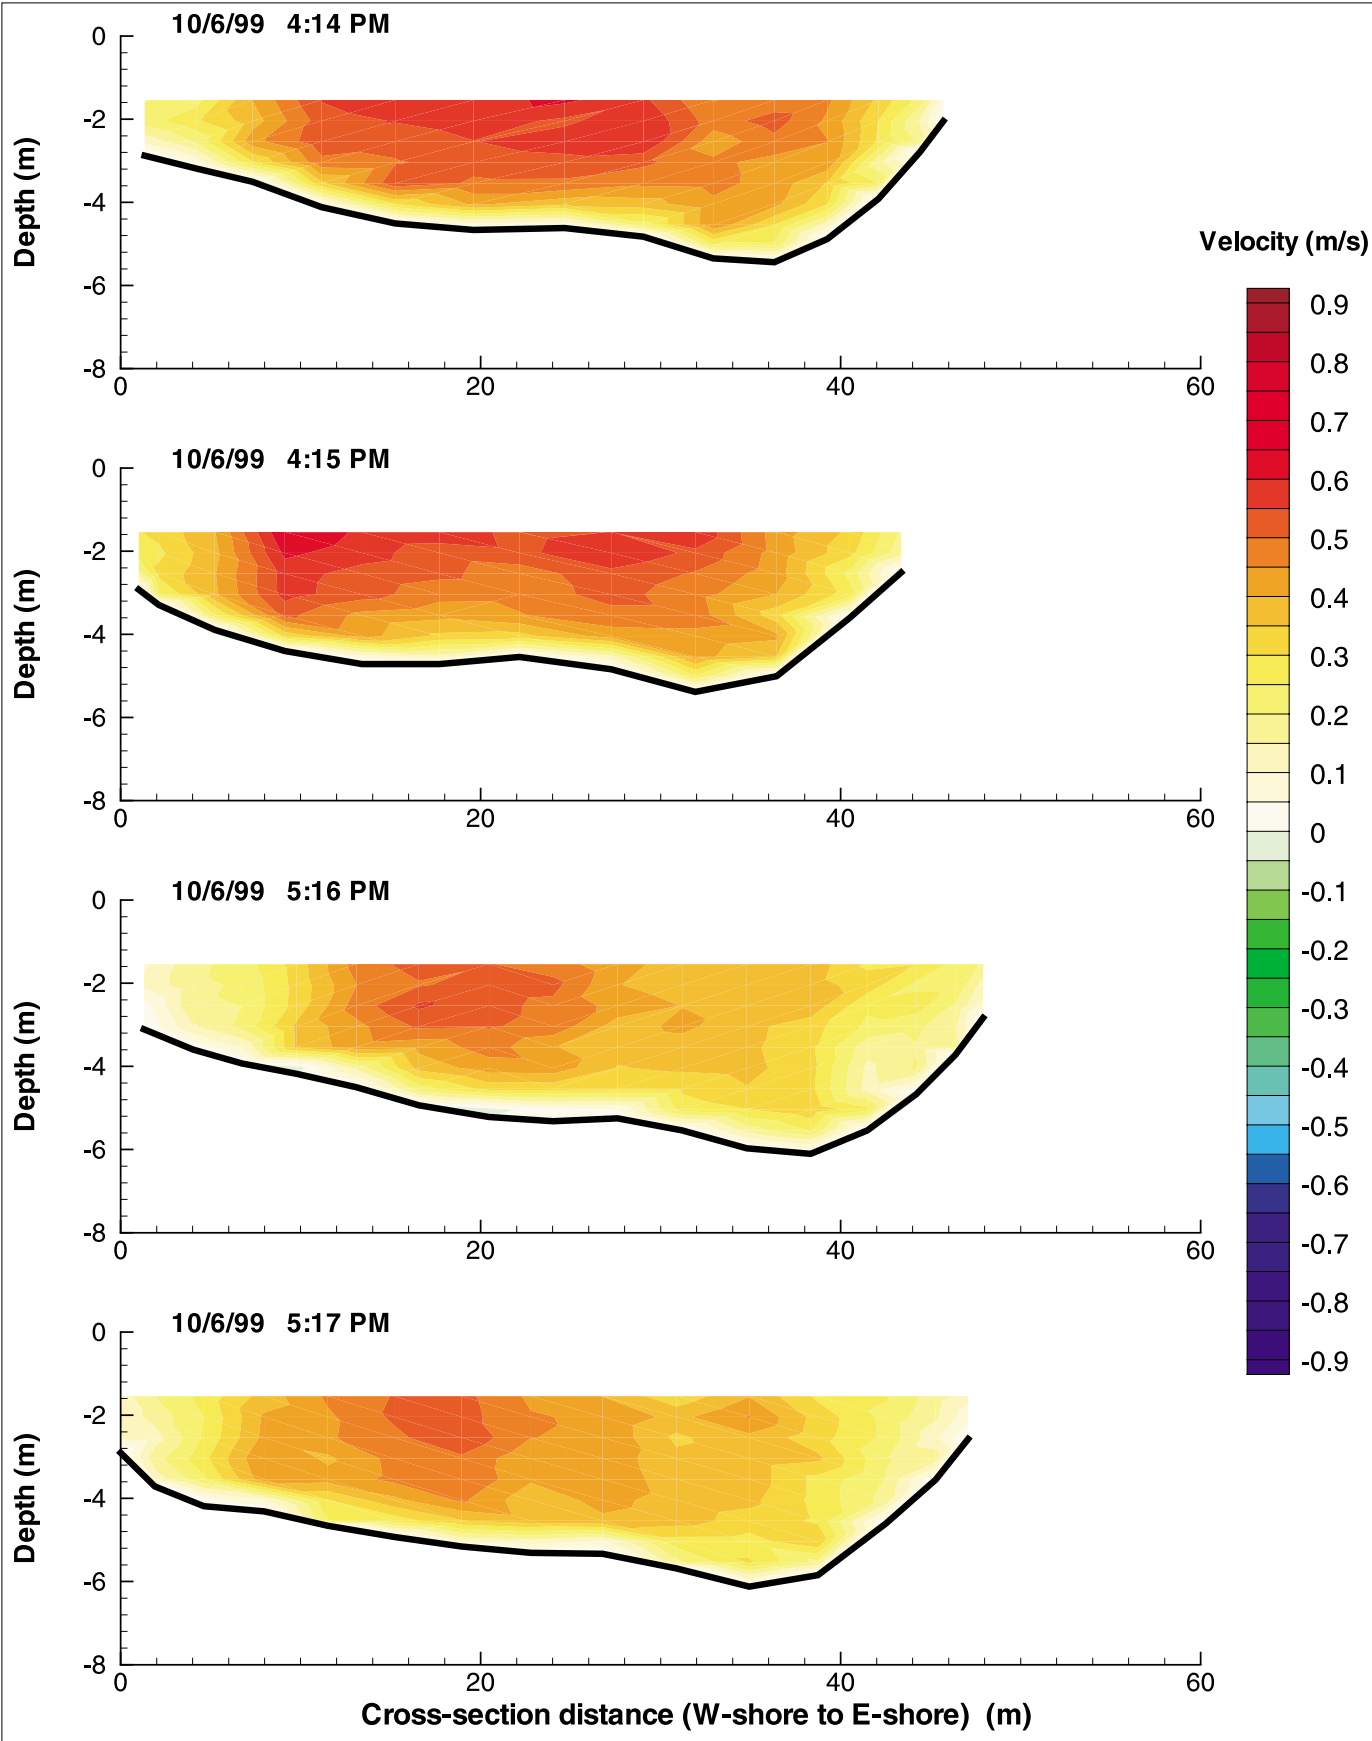 10/6/99 4:14 PM
0
-2
-4
-6
-8
Depth (m)
0 20 40 60
10/6/99 4:15 PM
0
-2
-4
-6
-8
Depth (m)
0 20 40 60
10/6/99 5:16 PM
0
-2
-4
-6
-8
Depth (m)
0 20 40 60
10/6/99 5:17 PM
0
-2
-4
-6
-8
Depth (m)
0 20 40 60
Cross-section distance (W-shore to E-shore) (m)
Velocity (m/s)
0.9
0.8
0.7
0.6
0.5
0.4
0.3
0.2
0.1
0
-0.1
-0.2
-0.3
-0.4
-0.5
-0.6
-0.7
-0.8
-0.9